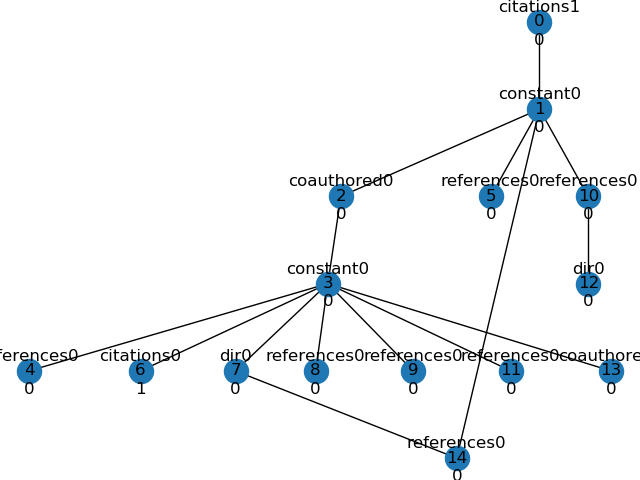 citations1
0
0
constant0
1
0
coauthored0 references0 references0
2 5 10
0 0 0
constant0 dir0
3 12
0 0
ferences0 citations0 dir0 references0 references0 references0 coauthore
4 6 7 8 9 11 13
0 1 0 0 0 0 0
references0
14
0